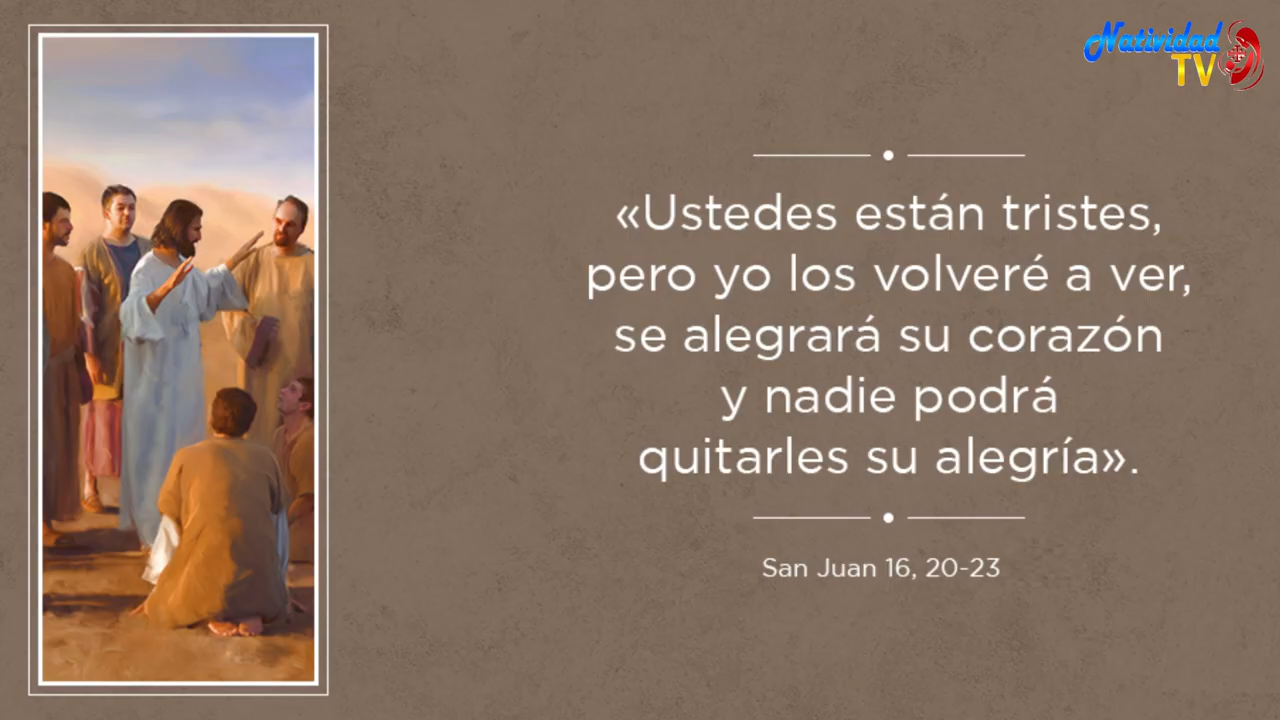 Natividad
TV
«Ustedes están tristes,
pero yo los volveré a ver,
se alegrará su corazón
y nadie podrá
quitarles su alegría».
San Juan 16, 20-23